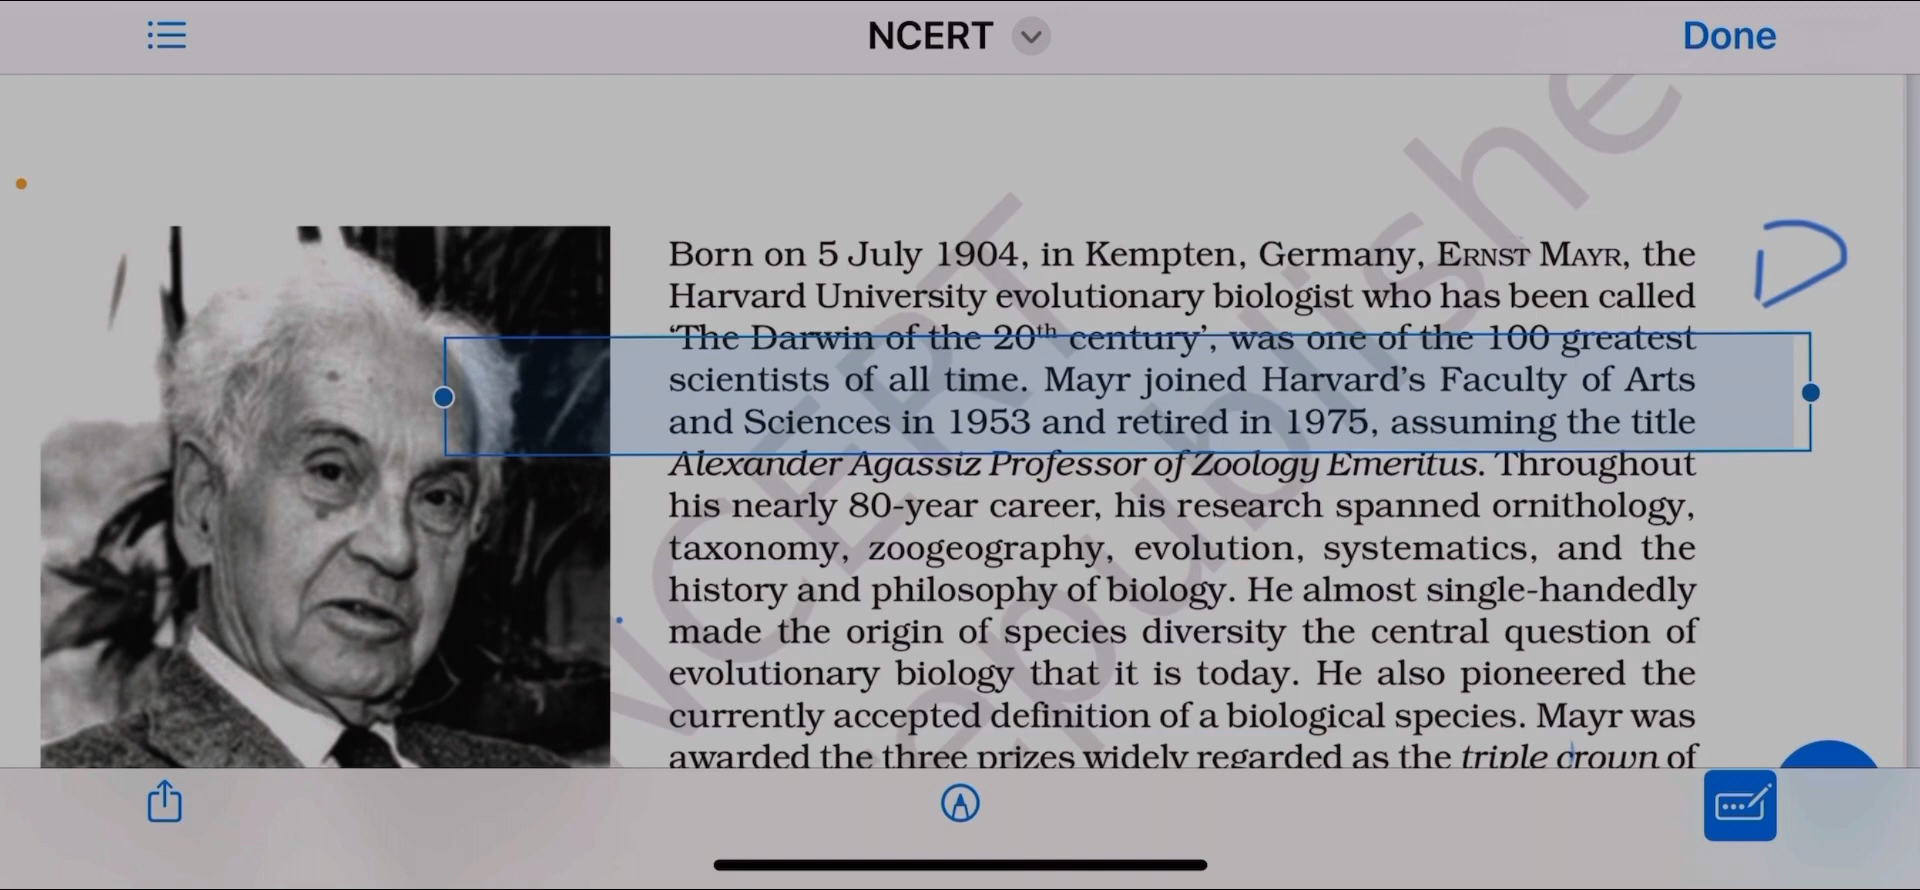 NCERT
Done
Born on 5 July 1904, in Kempten, Germany, ERNST MAYR, the
Harvard University evolutionary biologist who has been called
‘The Darwin of the 20th century’, was one of the 100 greatest
scientists of all time. Mayr joined Harvard’s Faculty of Arts
and Sciences in 1953 and retired in 1975, assuming the title
Alexander Agassiz Professor of Zoology Emeritus. Throughout
his nearly 80-year career, his research spanned ornithology,
taxonomy, zoogeography, evolution, systematics, and the
history and philosophy of biology. He almost single-handedly
made the origin of species diversity the central question of
evolutionary biology that it is today. He also pioneered the
currently accepted definition of a biological species. Mayr was
awarded the three prizes widely regarded as the triple crown of
D
NCERT
republishe